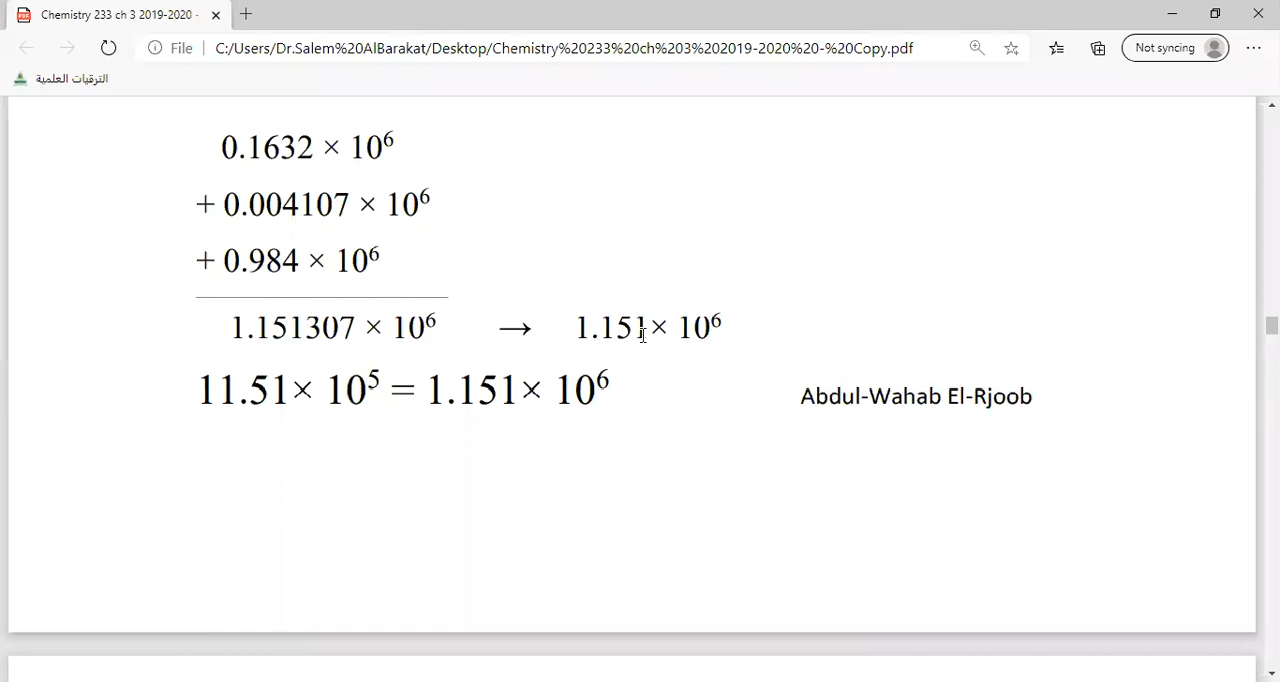 Chemistry 233 ch 3 2019-2020 -
File
C:/Users/Dr.Salem%20AlBarakat/Desktop/Chemistry%20233%20ch%203%202019-2020%20-%20Copy.pdf
Not syncing
الترقيات العلمية
0.1632 × 10⁶
+ 0.004107 × 10⁶
+ 0.984 × 10⁶
1.151307 × 10⁶ → 1.151× 10⁶
11.51× 10⁵ = 1.151× 10⁶
Abdul-Wahab El-Rjoob